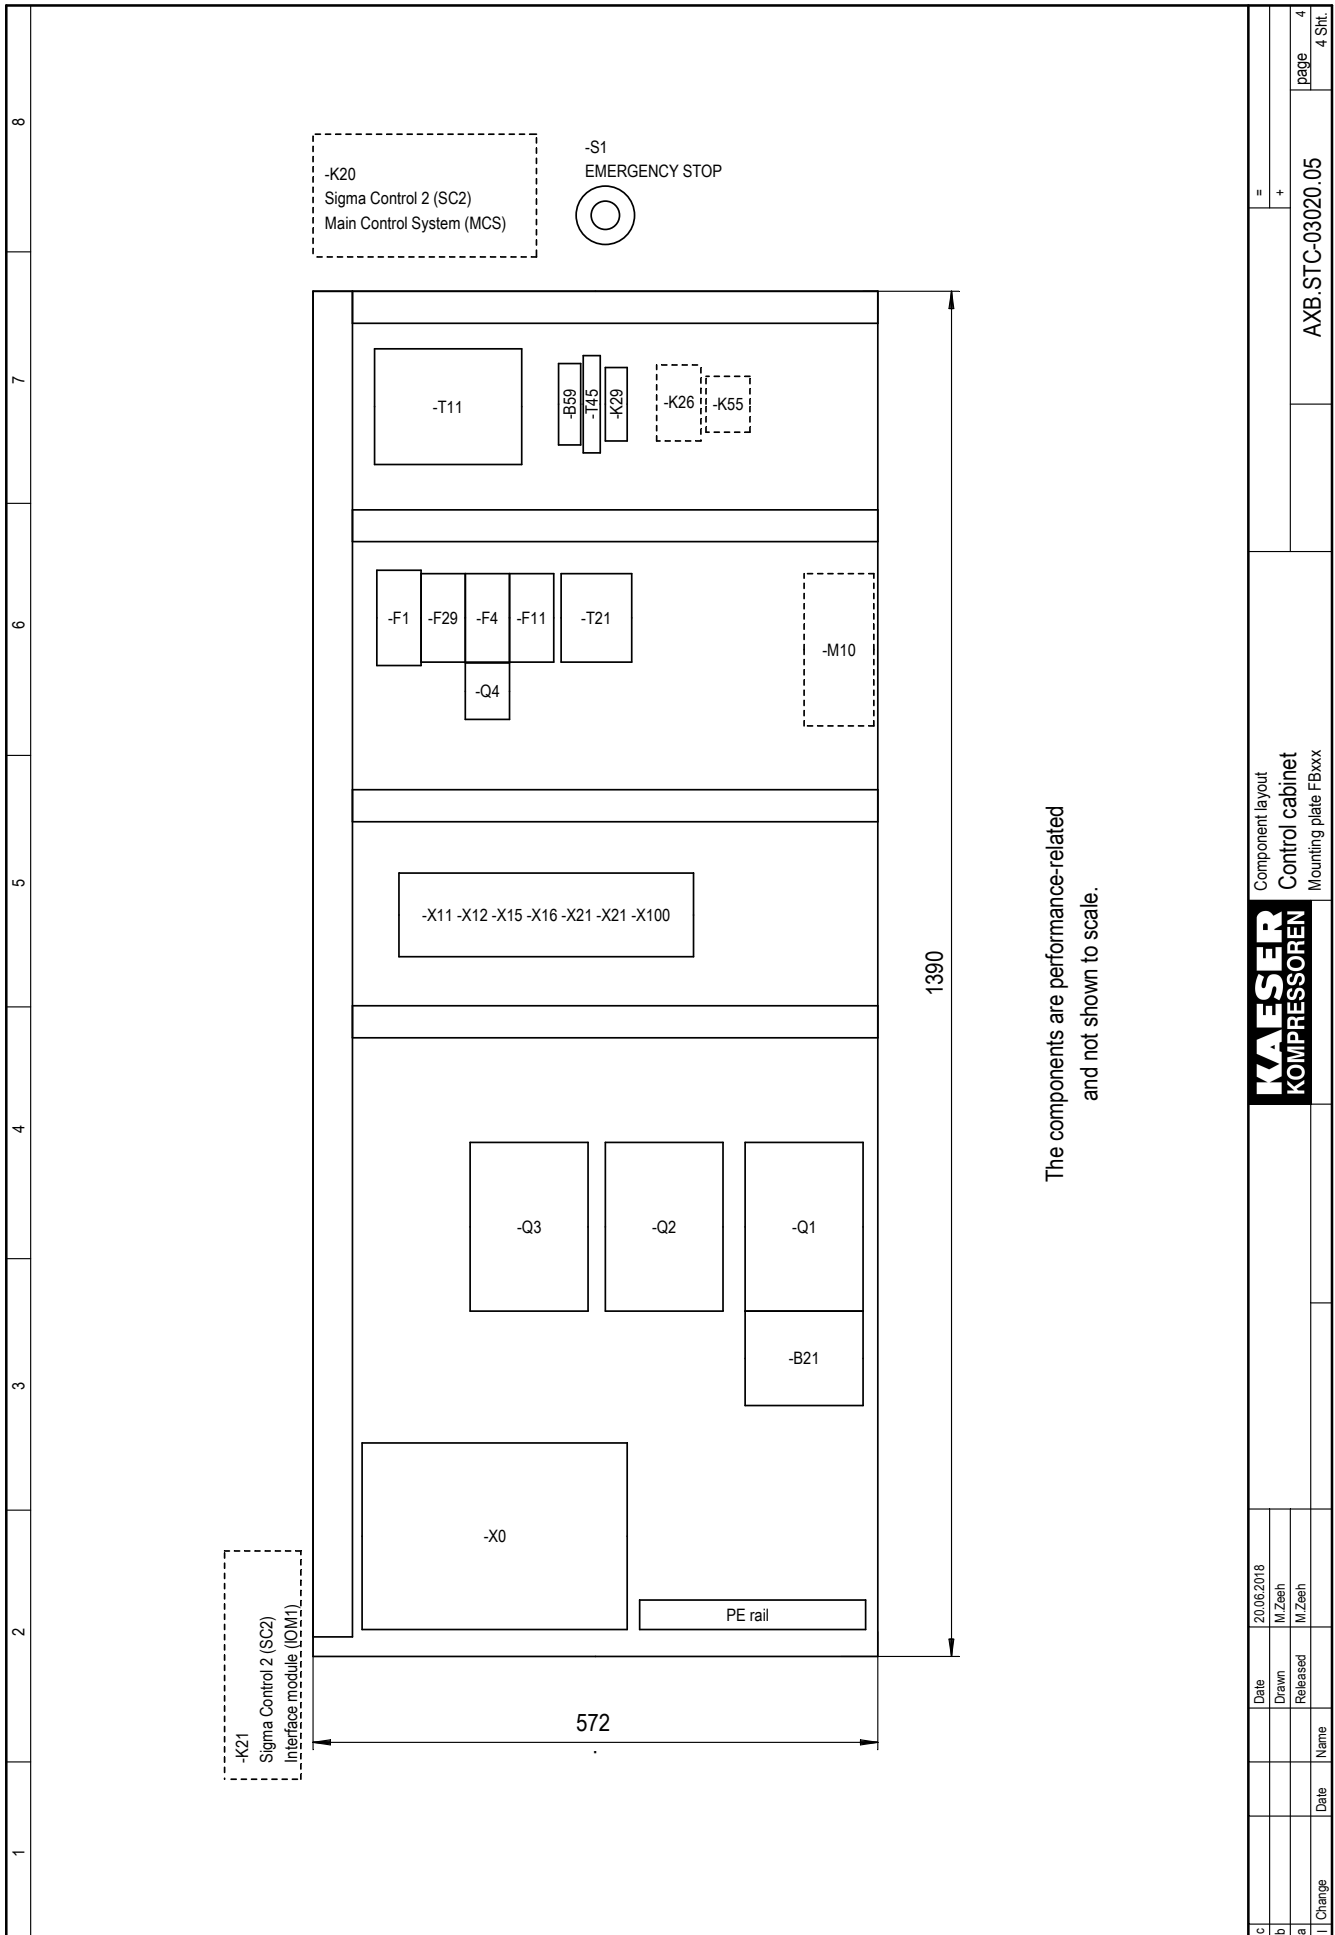 8
7
6
5
4
3
2
1
-K20
Sigma Control 2 (SC2)
Main Control System (MCS)
-S1
EMERGENCY STOP
-T11
-B59
-T45
-K29
-K26
-K55
-F1
-F29
-F4
-F11
-T21
-Q4
-M10
-X11 -X12 -X15 -X16 -X21 -X21 -X100
-Q3
-Q2
-Q1
-B21
-X0
PE rail
-K21
Sigma Control 2 (SC2)
Interface module (IOM1)
1390
572
The components are performance-related
and not shown to scale.
c
b
a
Change
Date
Name
Date
20.06.2018
Drawn
M.Zeeh
Released
M.Zeeh
KAESER
KOMPRESSOREN
Component layout
Control cabinet
Mounting plate FBxxx
=
+
AXB.STC-03020.05
page 4
4 Sht.